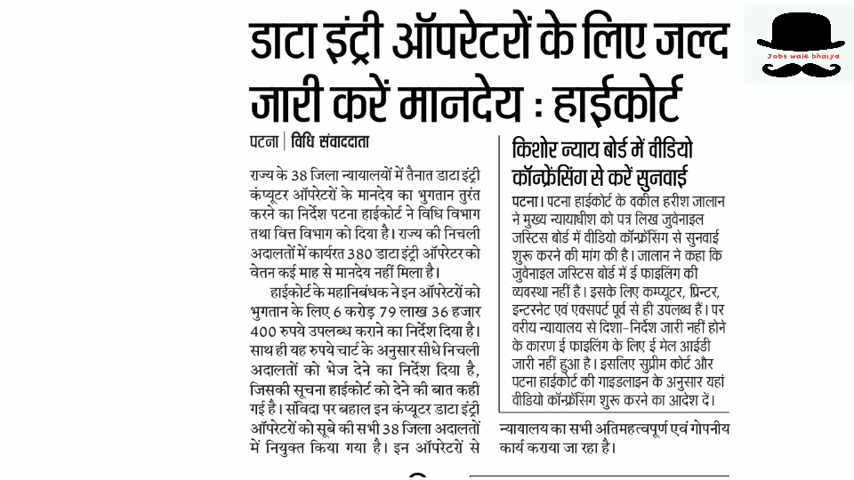 डाटा इंट्री ऑपरेटरों के लिए जल्द
जारी करें मानदेय : हाईकोर्ट
Jobs wale bhaiya
पटना | विधि संवाददाता
राज्य के 38 जिला न्यायालयों में तैनात डाटा इंट्री
कंप्यूटर ऑपरेटरों के मानदेय का भुगतान तुरंत
करने का निर्देश पटना हाईकोर्ट ने विधि विभाग
तथा वित्त विभाग को दिया है। राज्य की निचली
अदालतों में कार्यरत 380 डाटा इंट्री ऑपरेटर को
वेतन कई माह से मानदेय नहीं मिला है।
हाईकोर्ट के महानिबंधक ने इन ऑपरेटरों को
भुगतान के लिए 6 करोड़ 79 लाख 36 हजार
400 रुपये उपलब्ध कराने का निर्देश दिया है।
साथ ही यह रुपये चार्ट के अनुसार सीधे निचली
अदालतों को भेज देने का निर्देश दिया है,
जिसकी सूचना हाईकोर्ट को देने की बात कही
गई है। संविदा पर बहाल इन कंप्यूटर डाटा इंट्री
ऑपरेटरों को सूबे की सभी 38 जिला अदालतों
में नियुक्त किया गया है। इन ऑपरेटरों से
न्यायालय का सभी अतिमहत्वपूर्ण एवं गोपनीय
कार्य कराया जा रहा है।
किशोर न्याय बोर्ड में वीडियो
कॉन्फ्रेंसिंग से करें सुनवाई
पटना। पटना हाईकोर्ट के वकील हरीश जालान
ने मुख्य न्यायाधीश को पत्र लिख जुवेनाइल
जस्टिस बोर्ड में वीडियो कॉन्फ्रेंसिंग से सुनवाई
शुरू करने की मांग की है। जालान ने कहा कि
जुवेनाइल जस्टिस बोर्ड में ई फाइलिंग की
व्यवस्था नहीं है। इसके लिए कम्प्यूटर, प्रिन्टर,
इन्टरनेट एवं एक्सपर्ट पूर्व से ही उपलब्ध हैं। पर
वरीय न्यायालय से दिशा-निर्देश जारी नहीं होने
के कारण ई फाइलिंग के लिए ई मेल आईडी
जारी नहीं हुआ है। इसलिए सुप्रीम कोर्ट और
पटना हाईकोर्ट की गाइडलाइन के अनुसार यहां
वीडियो कॉन्फ्रेंसिंग शुरू करने का आदेश दें।